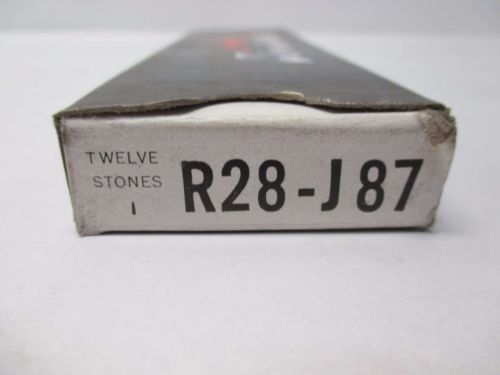 TWELVE
STONES
1
R28-J87